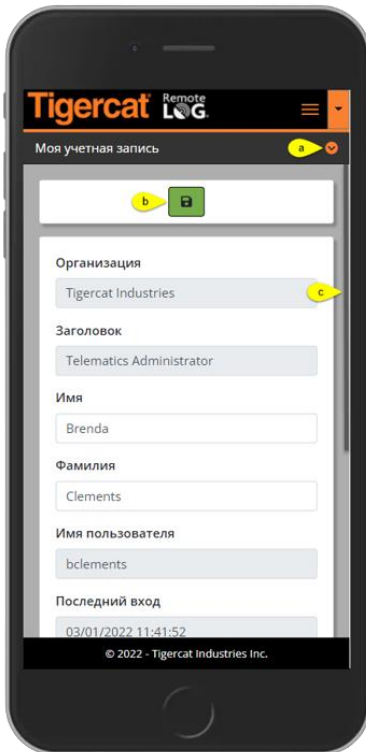 Tigercat Remote LOG
Моя учетная запись
a
b
Организация
Tigercat Industries
c
Заголовок
Telematics Administrator
Имя
Brenda
Фамилия
Clements
Имя пользователя
bclements
Последний вход
03/01/2022 11:41:52
© 2022 - Tigercat Industries Inc.